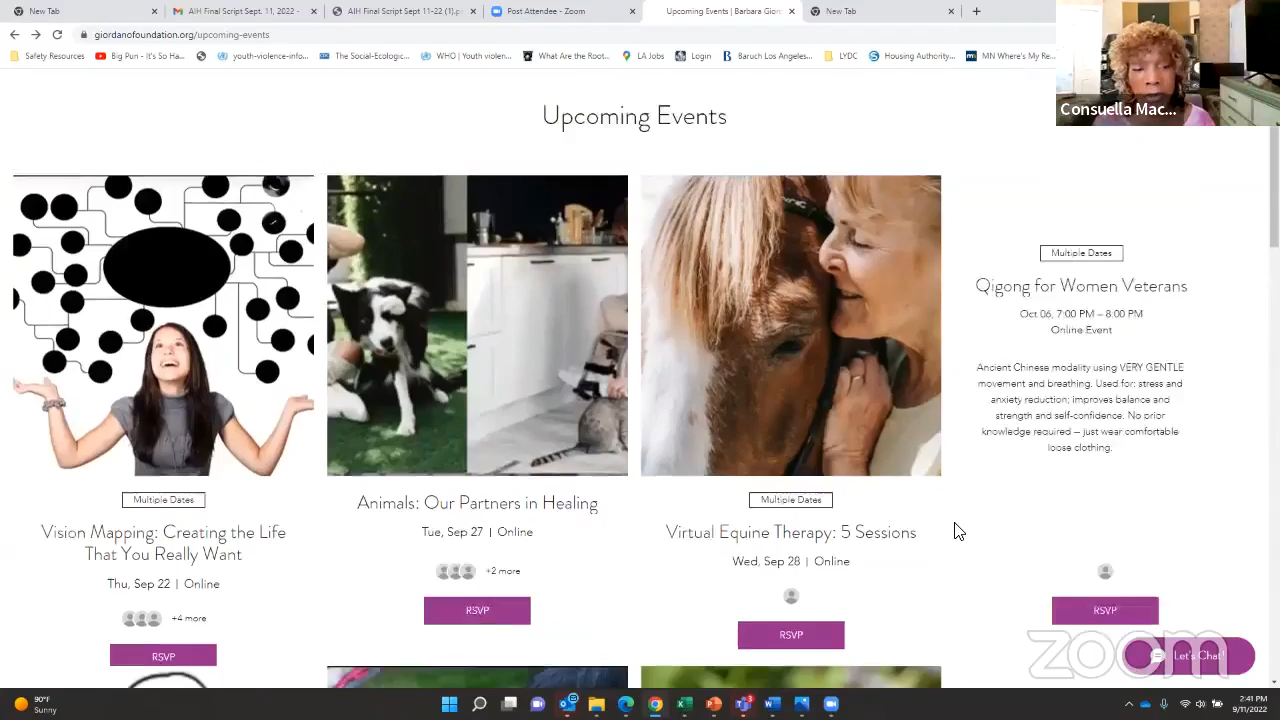 New Tab
AIH Final Script Sept. 11, 2022 -
AIH Final Script Sept-11-22 (1).p
Post Attendee - Zoom
Upcoming Events | Barbara Gior
New Tab
giordanofoundation.org/upcoming-events
Safety Resources
Big Pun - It's So Ha...
youth-violence-info...
The Social-Ecologic...
WHO | Youth violen...
What Are the Root...
LA Jobs
Login
Baruch Los Angeles...
LYDC
Housing Authority...
MN Where's My Re...
Consuella Mac...
Upcoming Events
Multiple Dates
Qigong for Women Veterans
Oct 06, 7:00 PM – 8:00 PM
Online Event
Ancient Chinese modality using VERY GENTLE
movement and breathing. Used for: stress and
anxiety reduction; improves balance and
strength and self-confidence. No prior
knowledge required – just wear comfortable
loose clothing.
RSVP
Multiple Dates
Vision Mapping: Creating the Life
That You Really Want
Thu, Sep 22 | Online
+4 more
RSVP
Animals: Our Partners in Healing
Tue, Sep 27 | Online
+2 more
RSVP
Multiple Dates
Virtual Equine Therapy: 5 Sessions
Wed, Sep 28 | Online
RSVP
zoom
Let's Chat!
90°F
Sunny
2:41 PM
9/11/2022